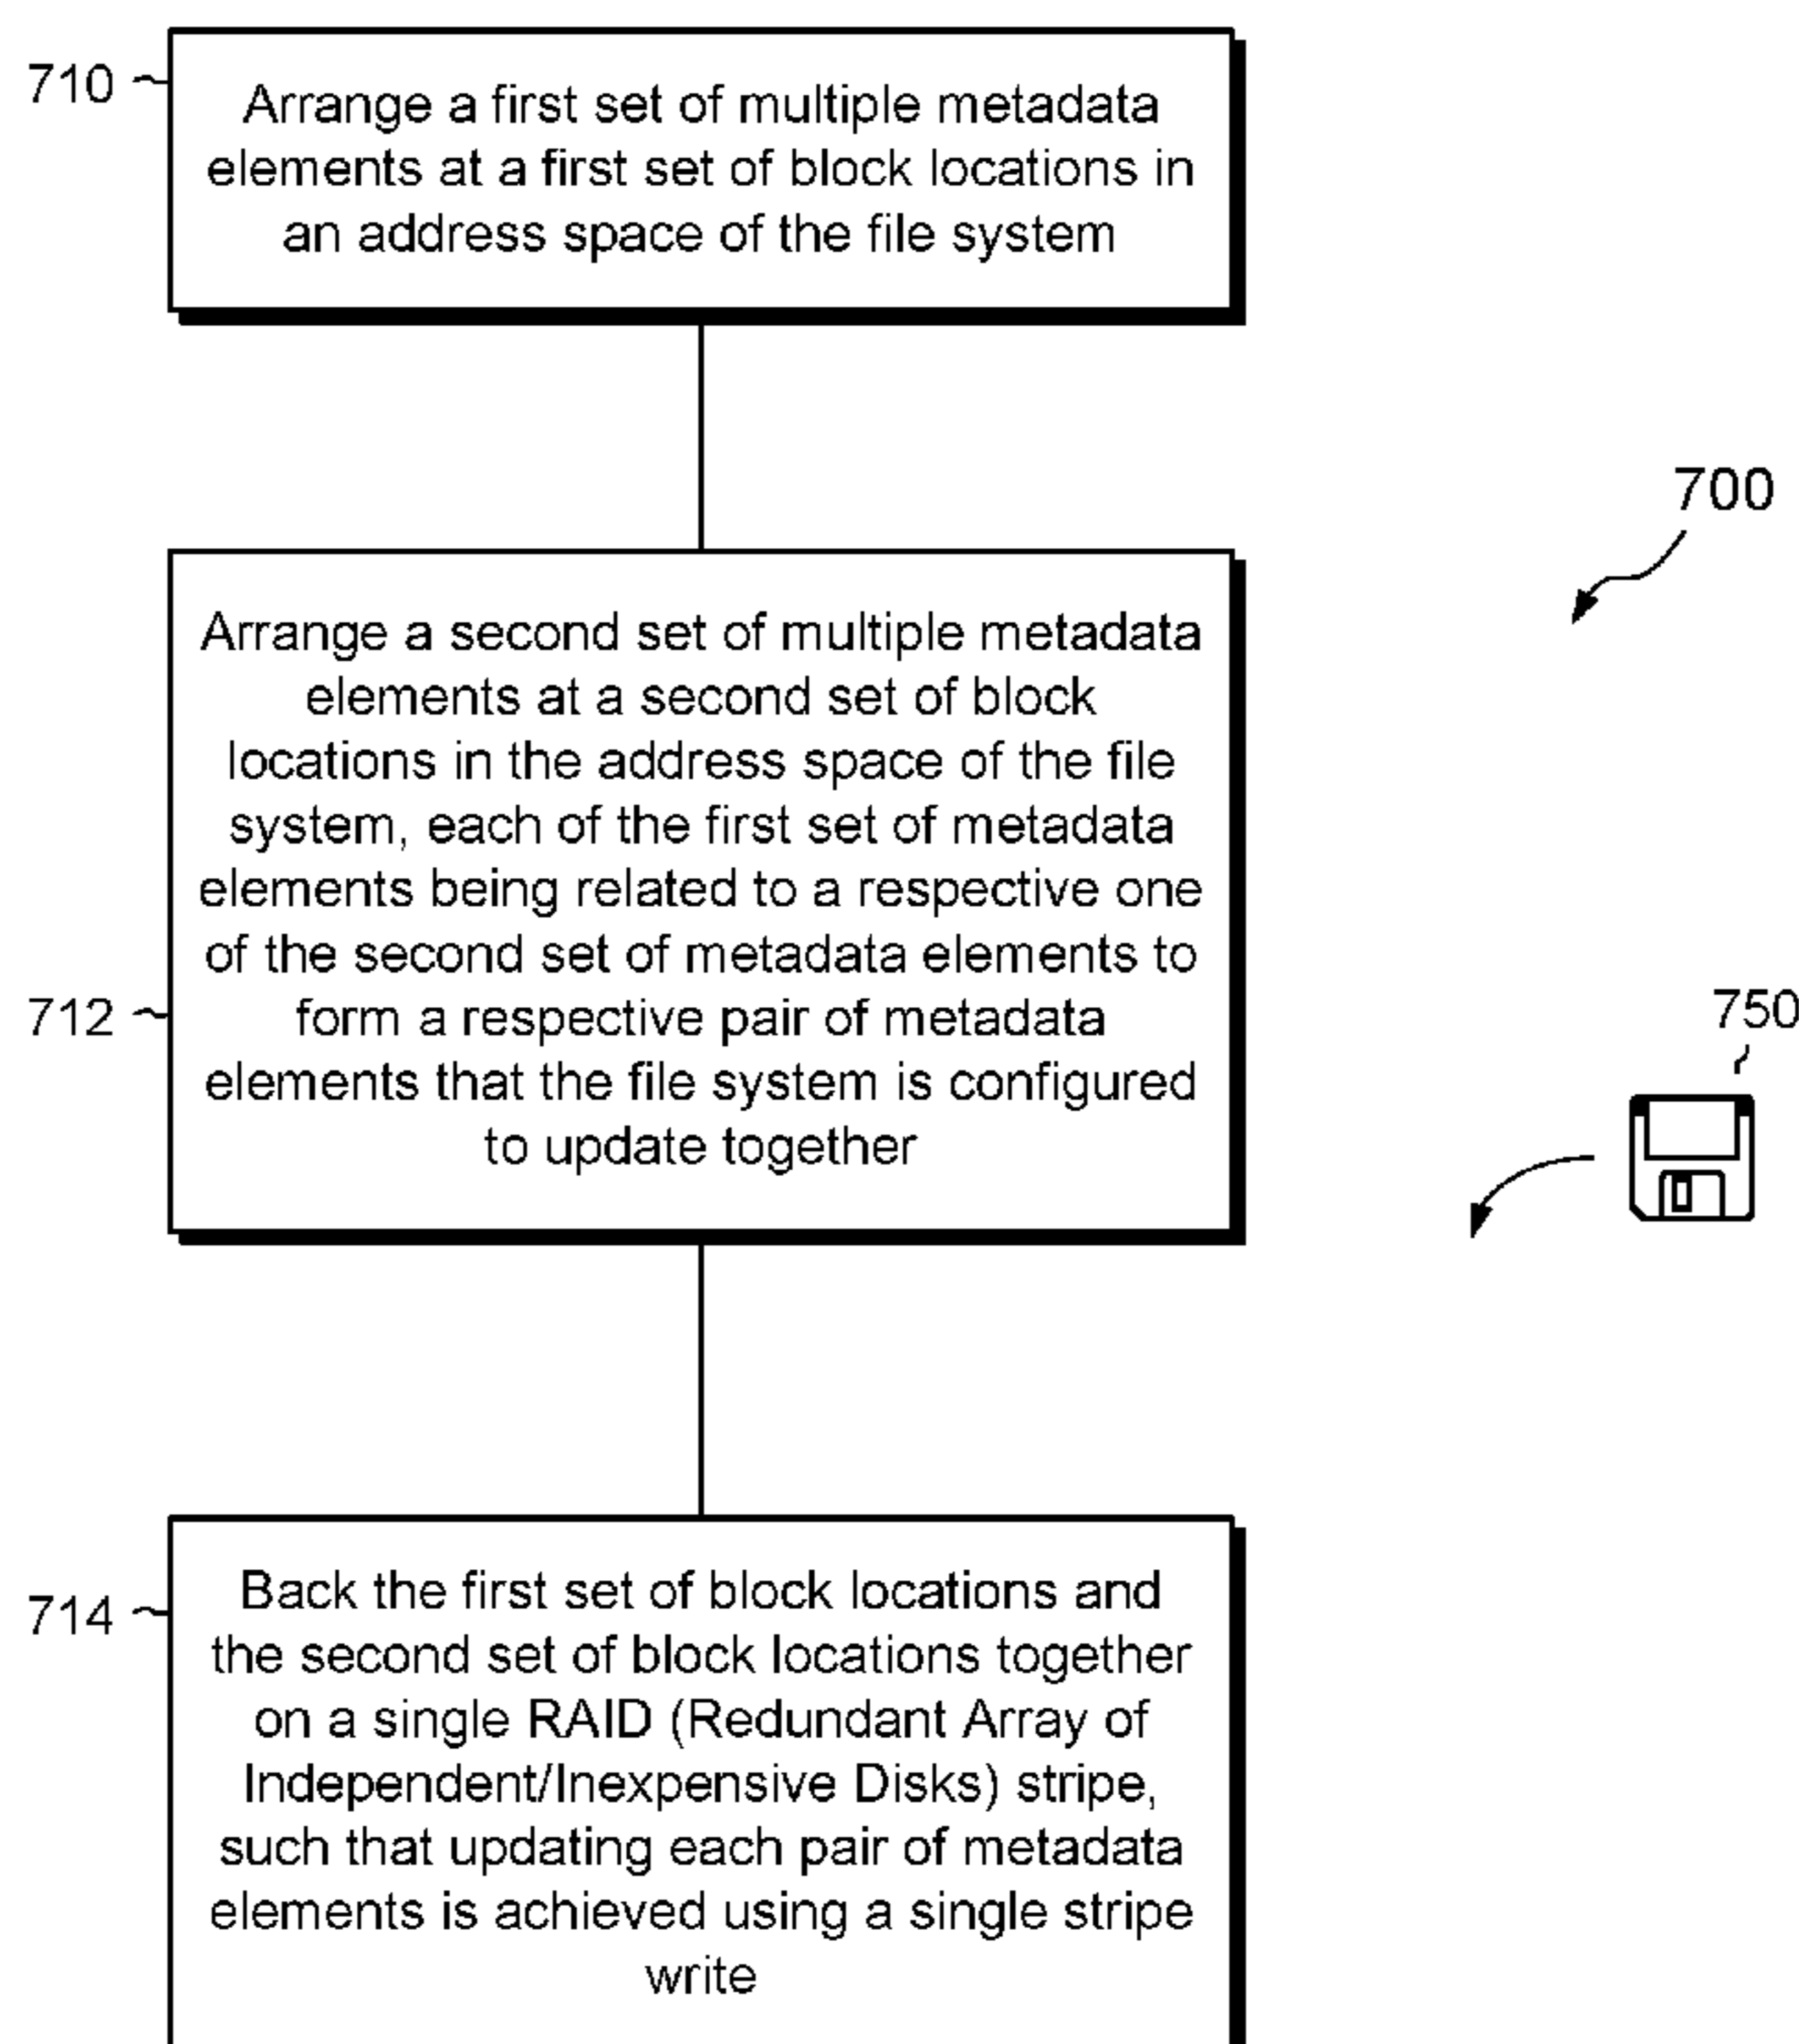 710
Arrange a first set of multiple metadata
elements at a first set of block locations in
an address space of the file system
700
Arrange a second set of multiple metadata
elements at a second set of block
locations in the address space of the file
system, each of the first set of metadata
elements being related to a respective one
of the second set of metadata elements to
712
form a respective pair of metadata
elements that the file system is configured
to update together
750
714
Back the first set of block locations and
the second set of block locations together
on a single RAID (Redundant Array of
Independent/Inexpensive Disks) stripe,
such that updating each pair of metadata
elements is achieved using a single stripe
write